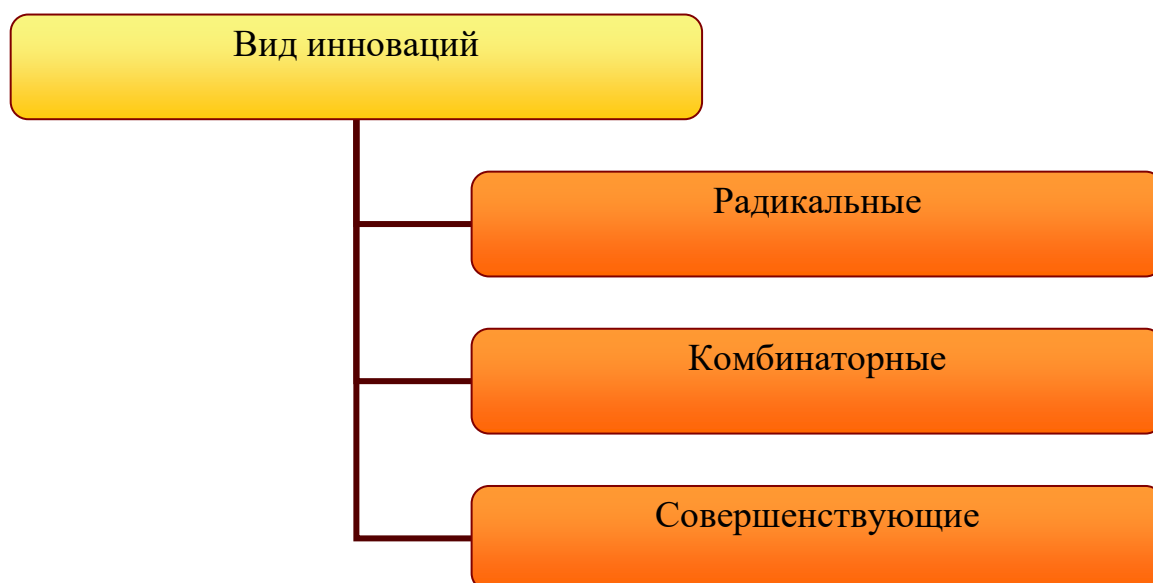 Вид инноваций
Радикальные
Комбинаторные
Совершенствующие